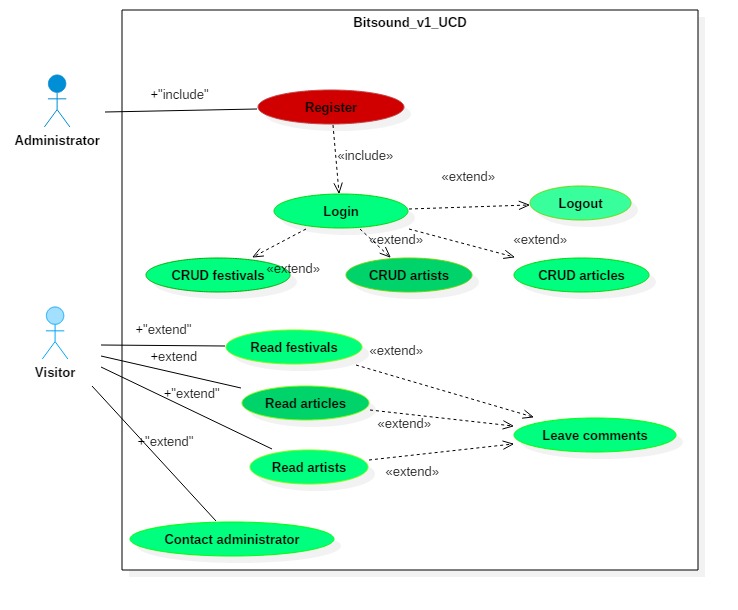 Bitsound_v1_UCD
+"include"
Register
Administrator
«include»
«extend»
Login
Logout
«extend»
«extend»
«extend»
CRUD festivals
CRUD artists
CRUD articles
+"extend"
Read festivals
«extend»
+extend
Visitor
+"extend"
Read articles
«extend»
Leave comments
+"extend"
Read artists
«extend»
Contact administrator